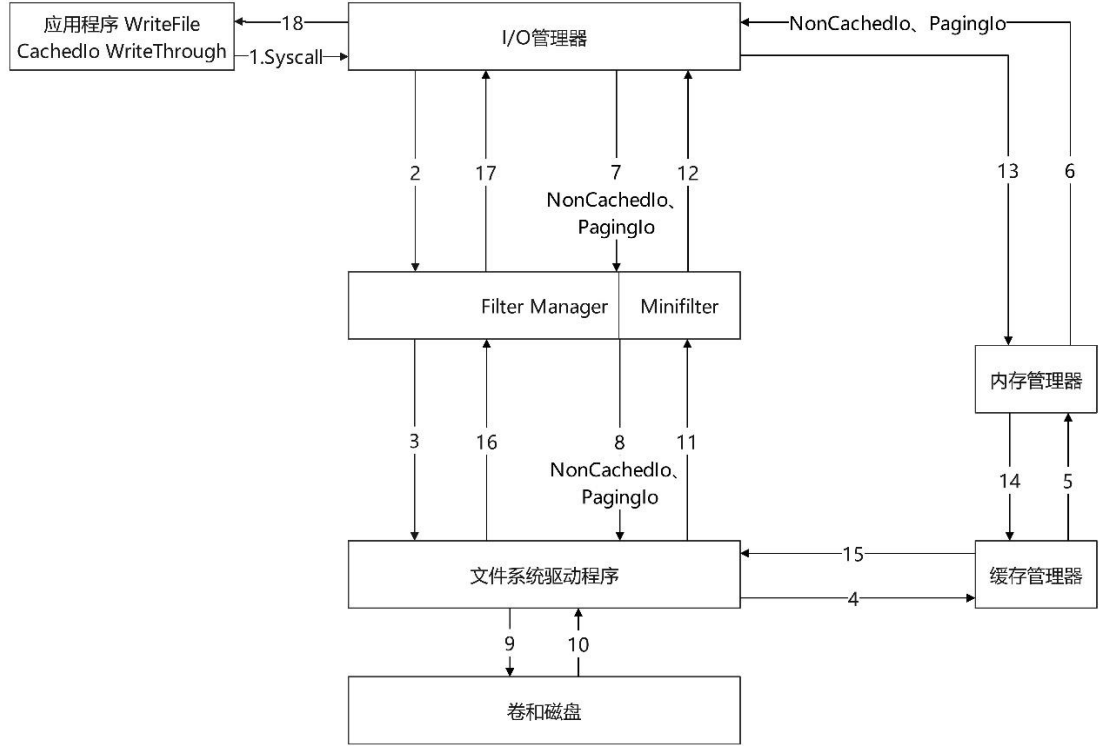 应用程序 WriteFile
CachedIo WriteThrough
18
1.Syscall
I/O管理器
NonCachedIo、PagingIo
2
17
7
12
13
6
NonCachedIo、
PagingIo
Filter Manager
Minifilter
内存管理器
3
16
8
11
NonCachedIo、
PagingIo
14
5
文件系统驱动程序
15
4
缓存管理器
9
10
卷和磁盘